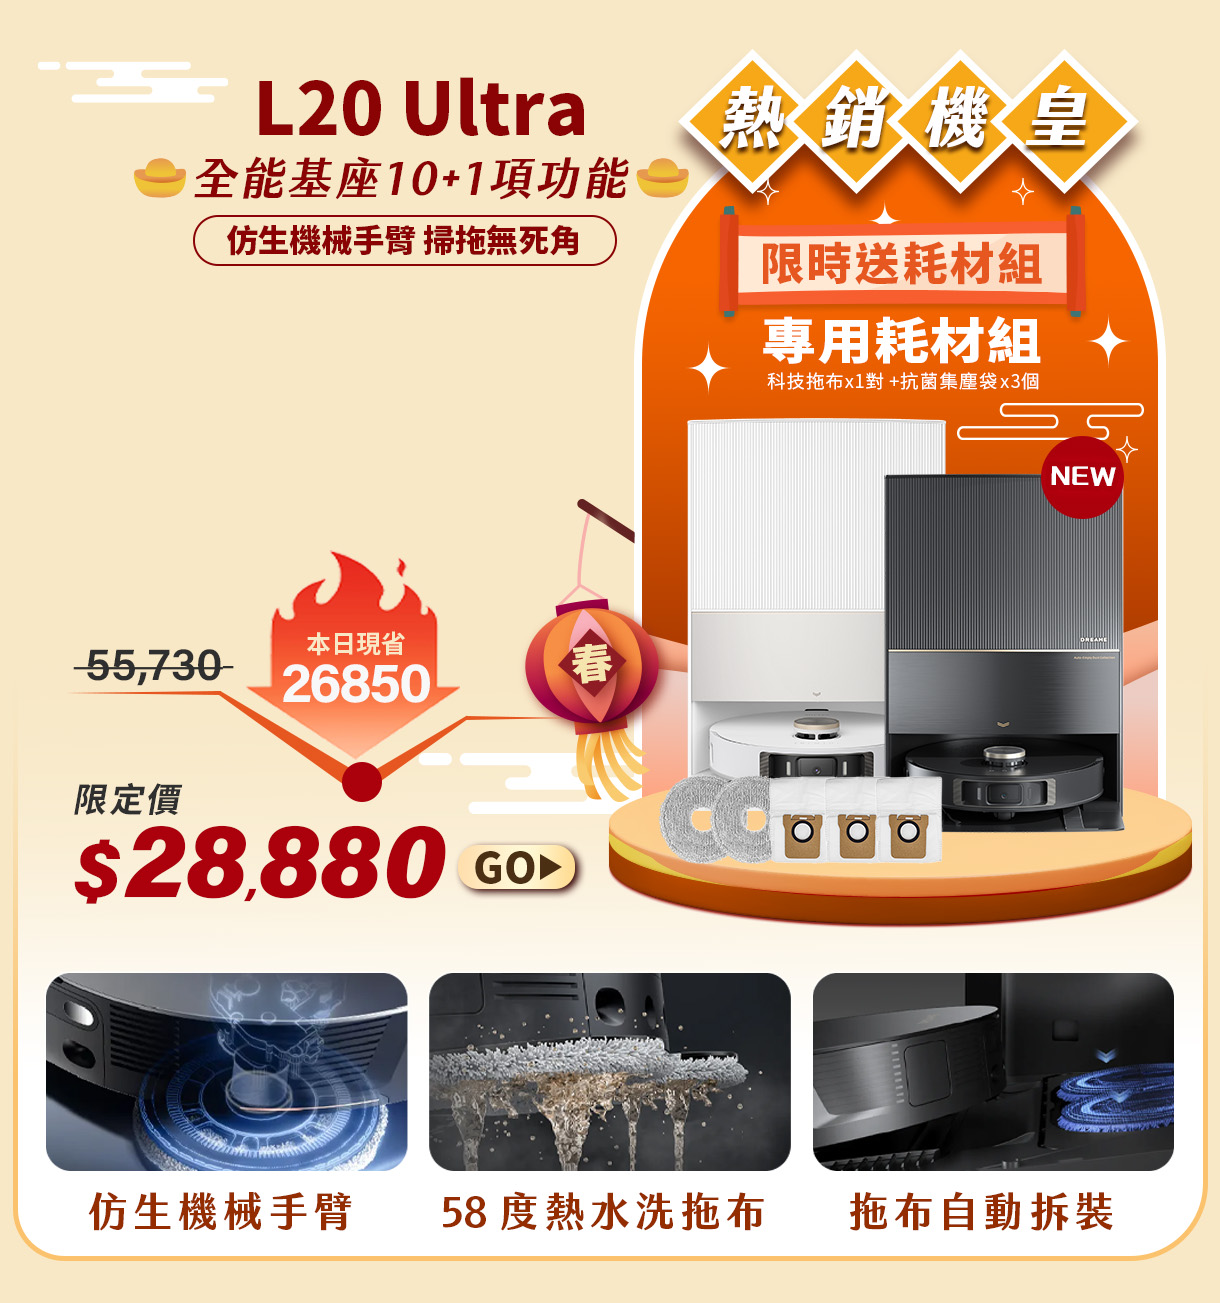 L20 Ultra
全能基座10+1項功能
仿生機械手臂 掃拖無死角
熱銷機皇
限時送耗材組
專用耗材組
科技拖布x1對+抗菌集塵袋x3個
NEW
DREAME
本日現省
26850
55,730
春
限定價
$28,880
GO▶
仿生機械手臂
58度熱水洗拖布
拖布自動拆裝